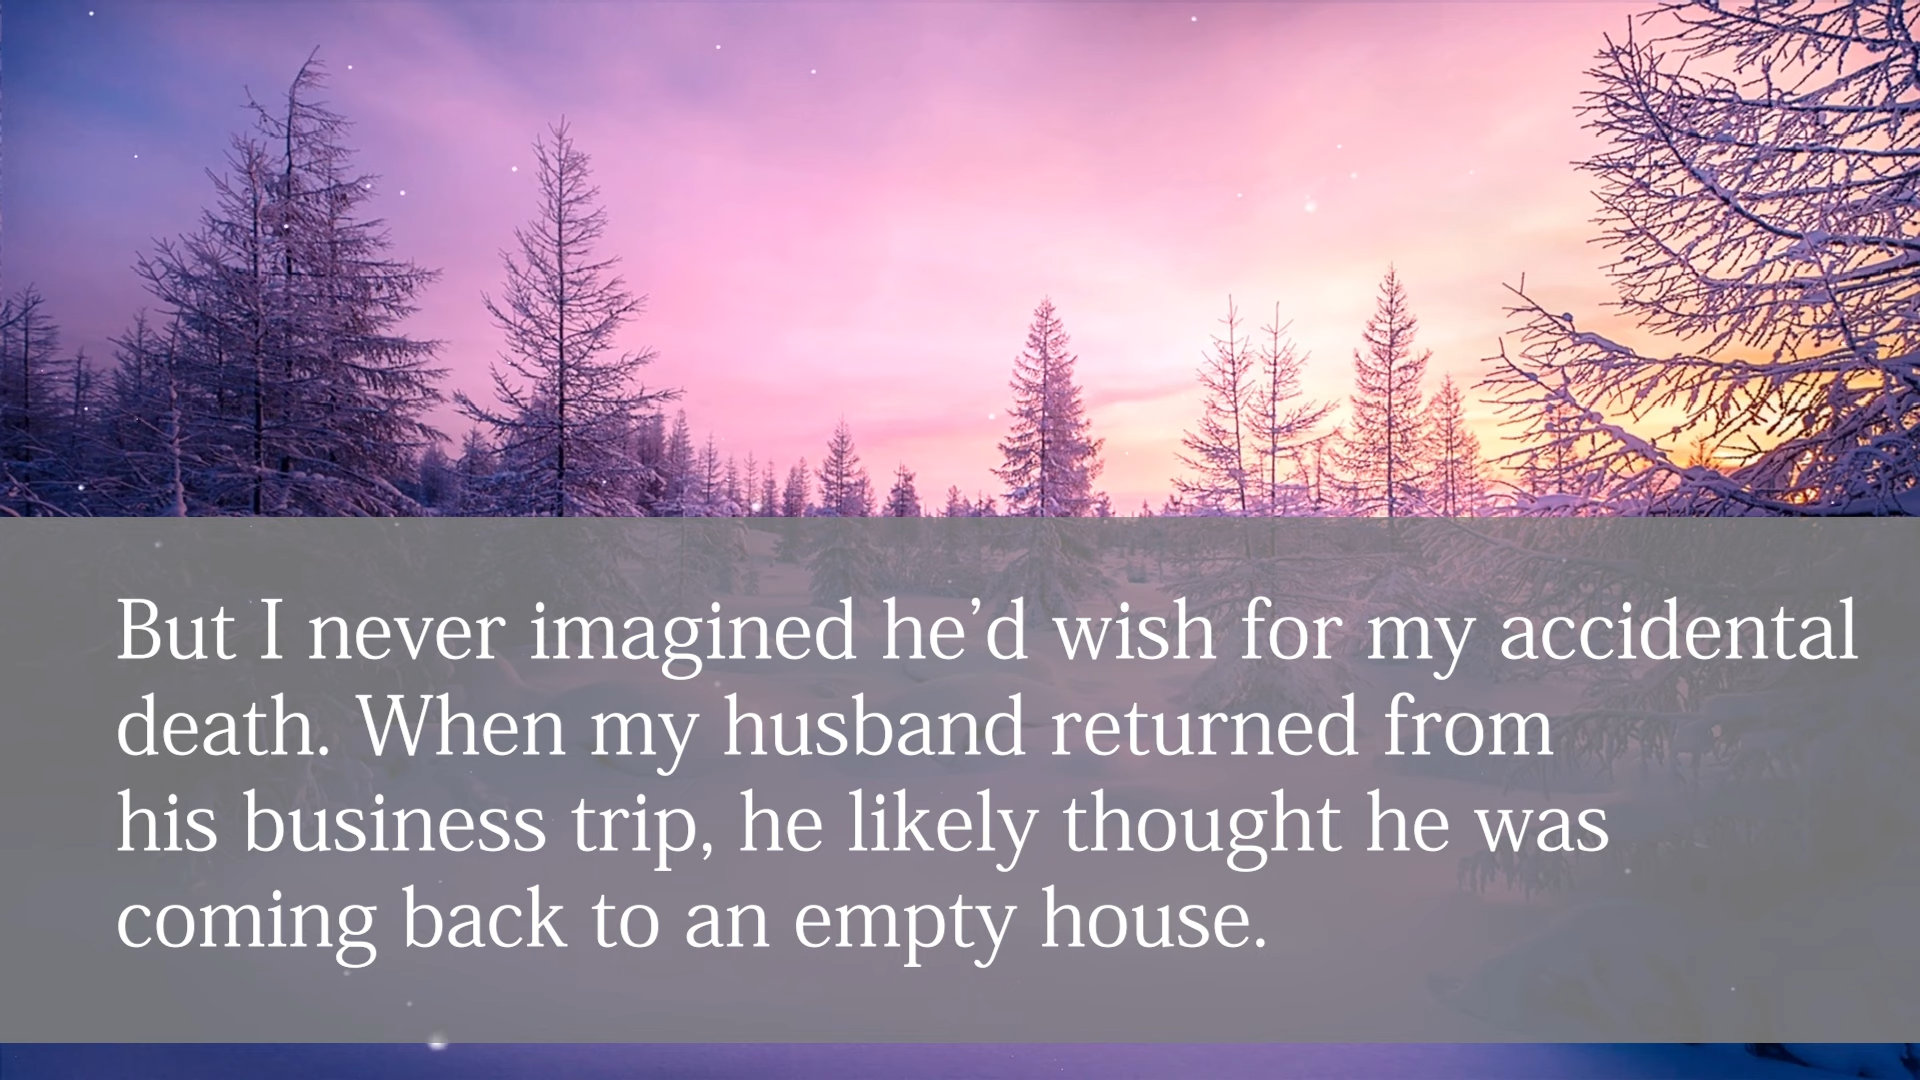 But I never imagined he’d wish for my accidental
death. When my husband returned from
his business trip, he likely thought he was
coming back to an empty house.